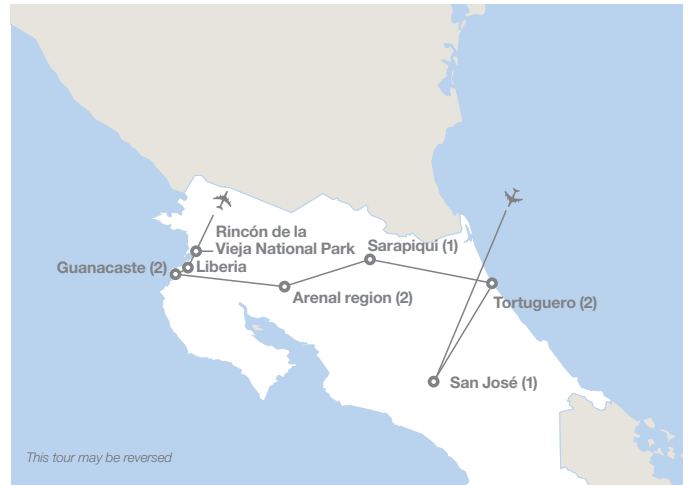 Rincón de la
Vieja National Park
Sarapiqui (1)
Guanacaste (2)
Liberia
Arenal region (2)
Tortuguero (2)
San José (1)
This tour may be reversed